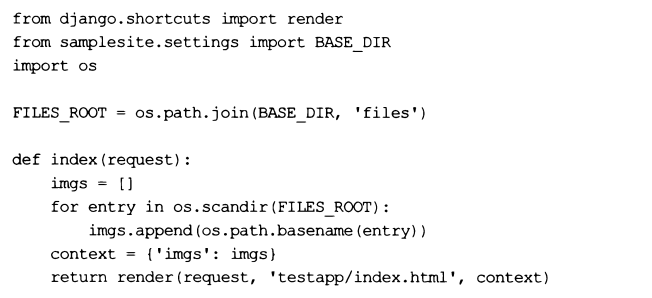 from django.shortcuts import render
from samplesite.settings import BASE_DIR
import os

FILES_ROOT = os.path.join(BASE_DIR, 'files')

def index(request):
    imgs = []
    for entry in os.scandir(FILES_ROOT):
        imgs.append(os.path.basename(entry))
    context = {'imgs': imgs}
    return render(request, 'testapp/index.html', context)